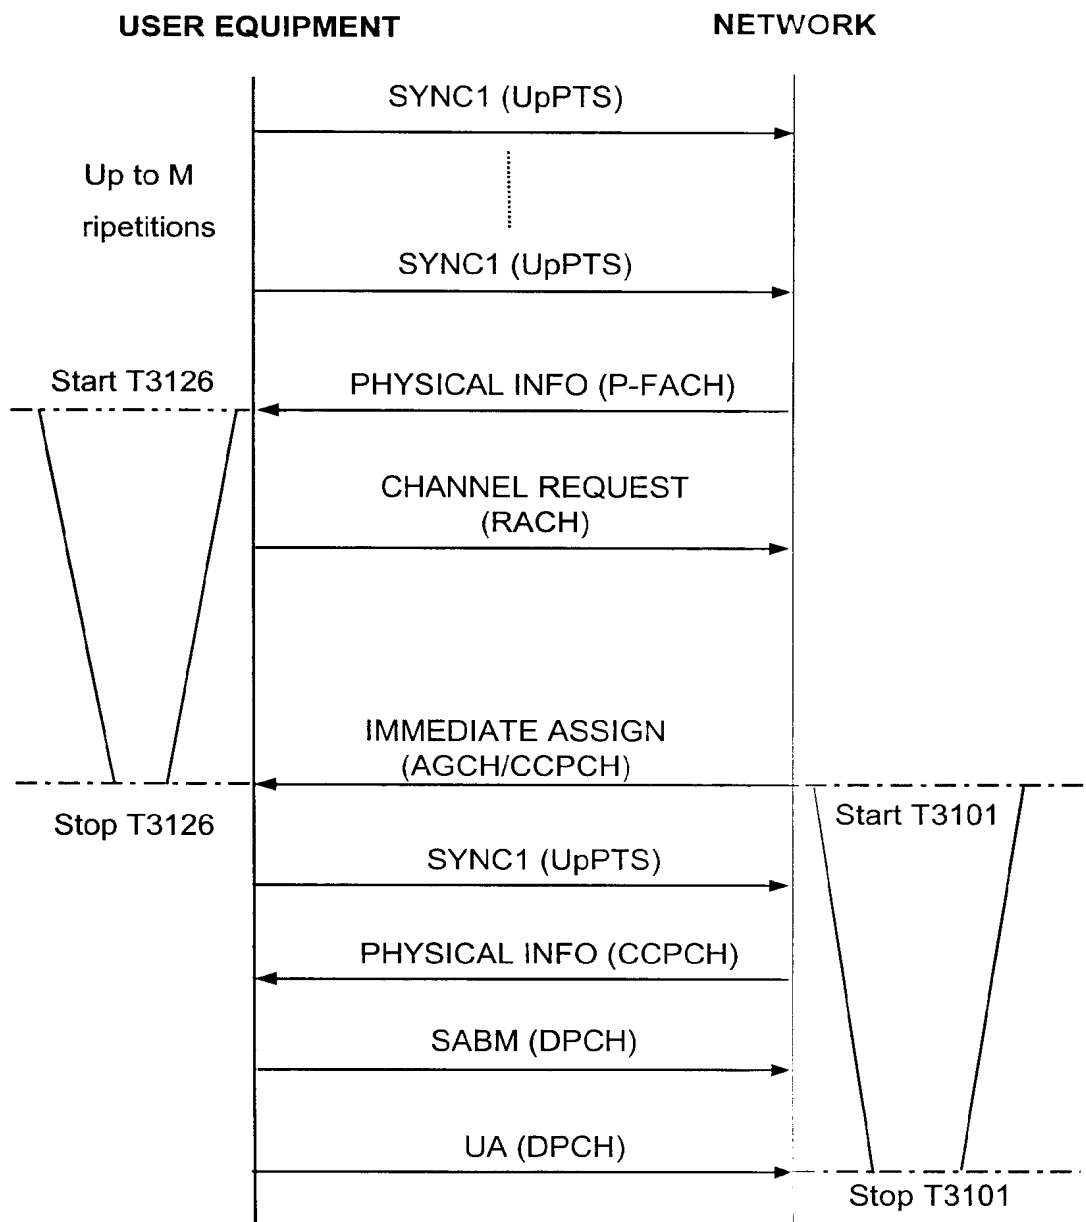 USER EQUIPMENT
NETWORK
SYNC1 (UpPTS)
Up to M
ripetitions
SYNC1 (UpPTS)
Start T3126
PHYSICAL INFO (P-FACH)
CHANNEL REQUEST
(RACH)
IMMEDIATE ASSIGN
(AGCH/CCPCH)
Stop T3126
Start T3101
SYNC1 (UpPTS)
PHYSICAL INFO (CCPCH)
SABM (DPCH)
UA (DPCH)
Stop T3101